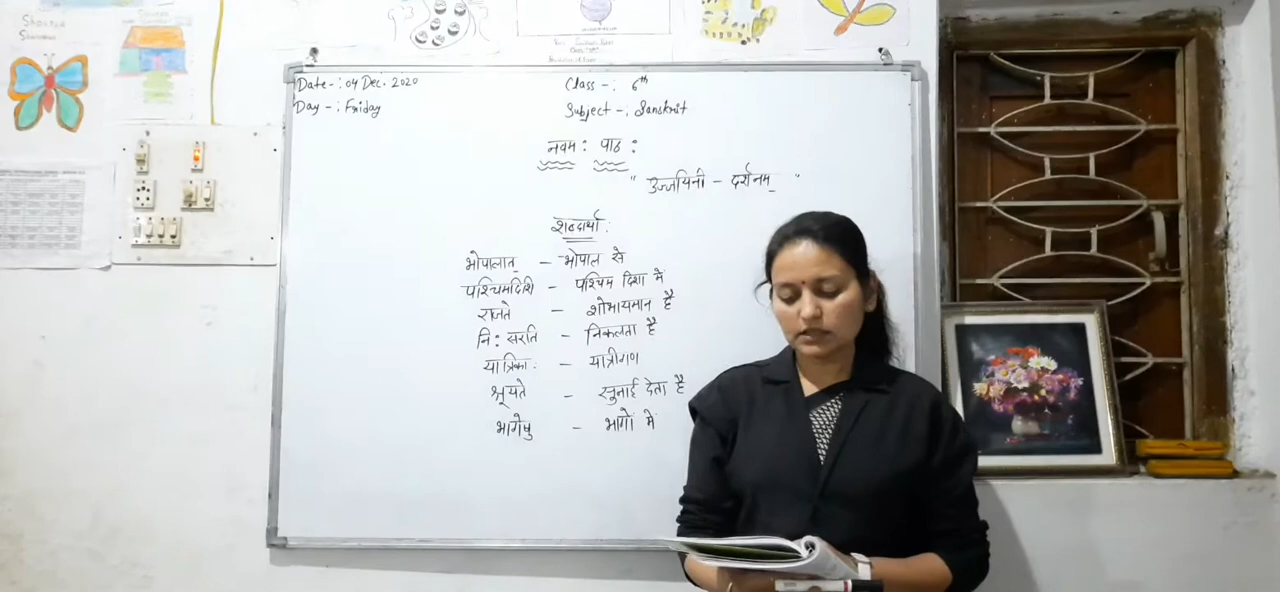 Date-: 04 Dec. 2020
Class-: 6th
Day-: Friday
Subject-: Sanskrit
नवम: पाठ:
" उज्जयिनी - दर्शनम् "
शब्दार्था:
भोपालात् - भोपाल से
पश्चिमदिशि - पश्चिम दिशा में
राजते - शोभायमान है
नि:सरति - निकलता है
यात्रिका: - यात्रीगण
श्रूयते - सुनाई देता है
भागेषु - भागों में